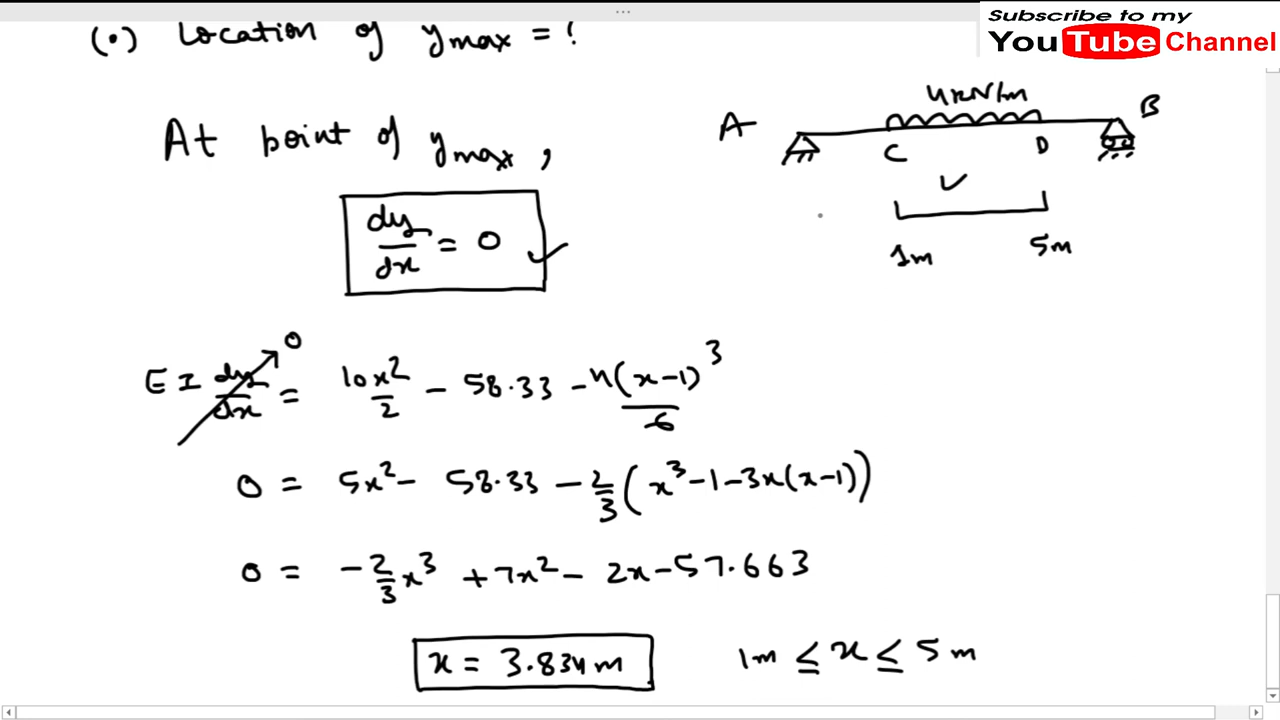 (•) Location of ymax = ?
Subscribe to my
YouTube Channel
At point of ymax,
dy/dx = 0 ✓
4kN/m
A B
C D
✓
1m 5m
EI dy/dx = 10x²/2 - 58.33 - 4(x-1)³/6
0
0 = 5x² - 58.33 - 2/3 (x³-1-3x(x-1))
0 = -2/3 x³ + 7x² - 2x - 57.663
x = 3.834m 1m ≤ x ≤ 5m